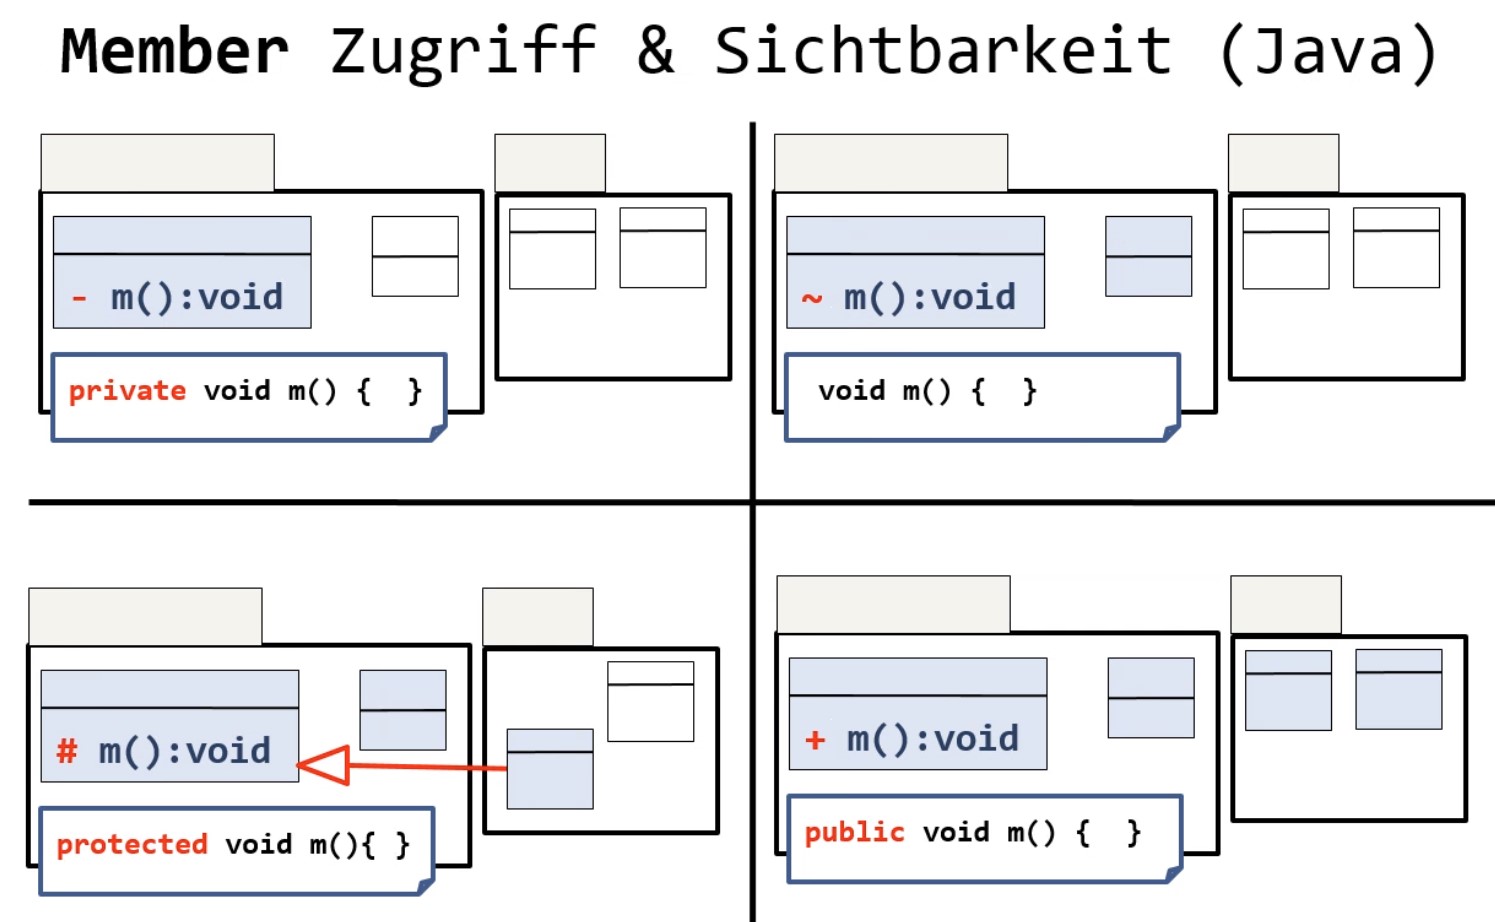 Member Zugriff & Sichtbarkeit (Java)
- m():void
private void m() { }
~ m():void
void m() { }
# m():void
protected void m(){ }
+ m():void
public void m() { }